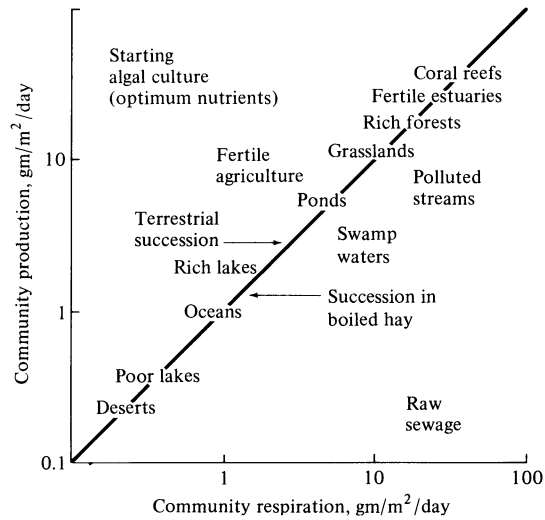 Starting
algal culture
(optimum nutrients)
Coral reefs
Fertile estuaries
Rich forests
Grasslands
10
Fertile
agriculture
Polluted
streams
Ponds
Terrestrial
succession
Swamp
waters
Rich lakes
Succession in
boiled hay
1
Oceans
Poor lakes
Deserts
Raw
sewage
0.1
1
10
100
Community respiration, gm/m²/day
Community production, gm/m²/day